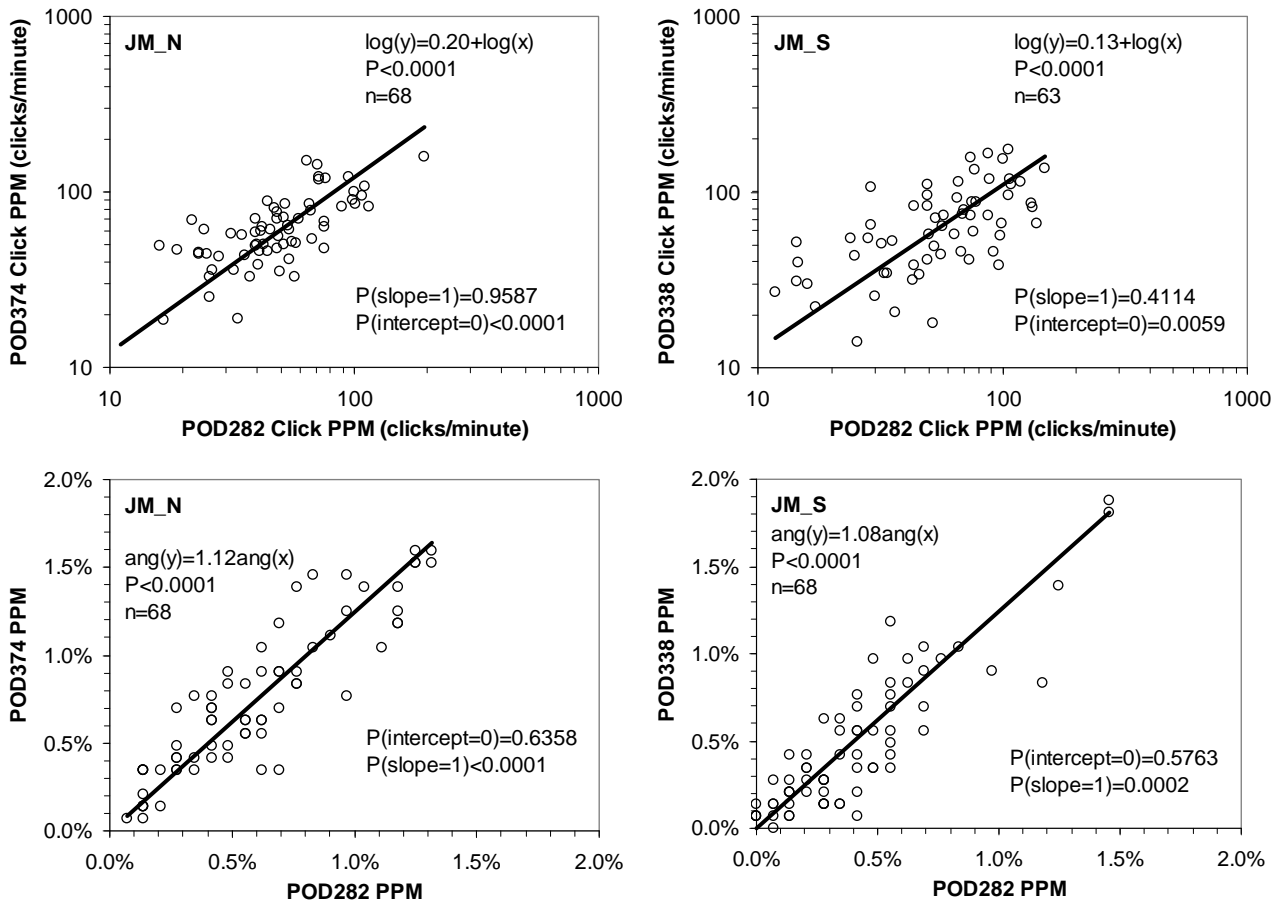 JM_N
log(y)=0.20+log(x)
P<0.0001
n=68
P(slope=1)=0.9587
P(intercept=0)<0.0001
1000
100
10
10
100
1000
POD374 Click PPM (clicks/minute)
POD282 Click PPM (clicks/minute)
JM_S
log(y)=0.13+log(x)
P<0.0001
n=63
P(slope=1)=0.4114
P(intercept=0)=0.0059
1000
100
10
10
100
1000
POD338 Click PPM (clicks/minute)
POD282 Click PPM (clicks/minute)
JM_N
ang(y)=1.12ang(x)
P<0.0001
n=68
P(intercept=0)=0.6358
P(slope=1)<0.0001
2.0%
1.5%
1.0%
0.5%
0.0%
0.0%
0.5%
1.0%
1.5%
2.0%
POD374 PPM
POD282 PPM
JM_S
ang(y)=1.08ang(x)
P<0.0001
n=68
P(intercept=0)=0.5763
P(slope=1)=0.0002
2.0%
1.5%
1.0%
0.5%
0.0%
0.0%
0.5%
1.0%
1.5%
2.0%
POD338 PPM
POD282 PPM